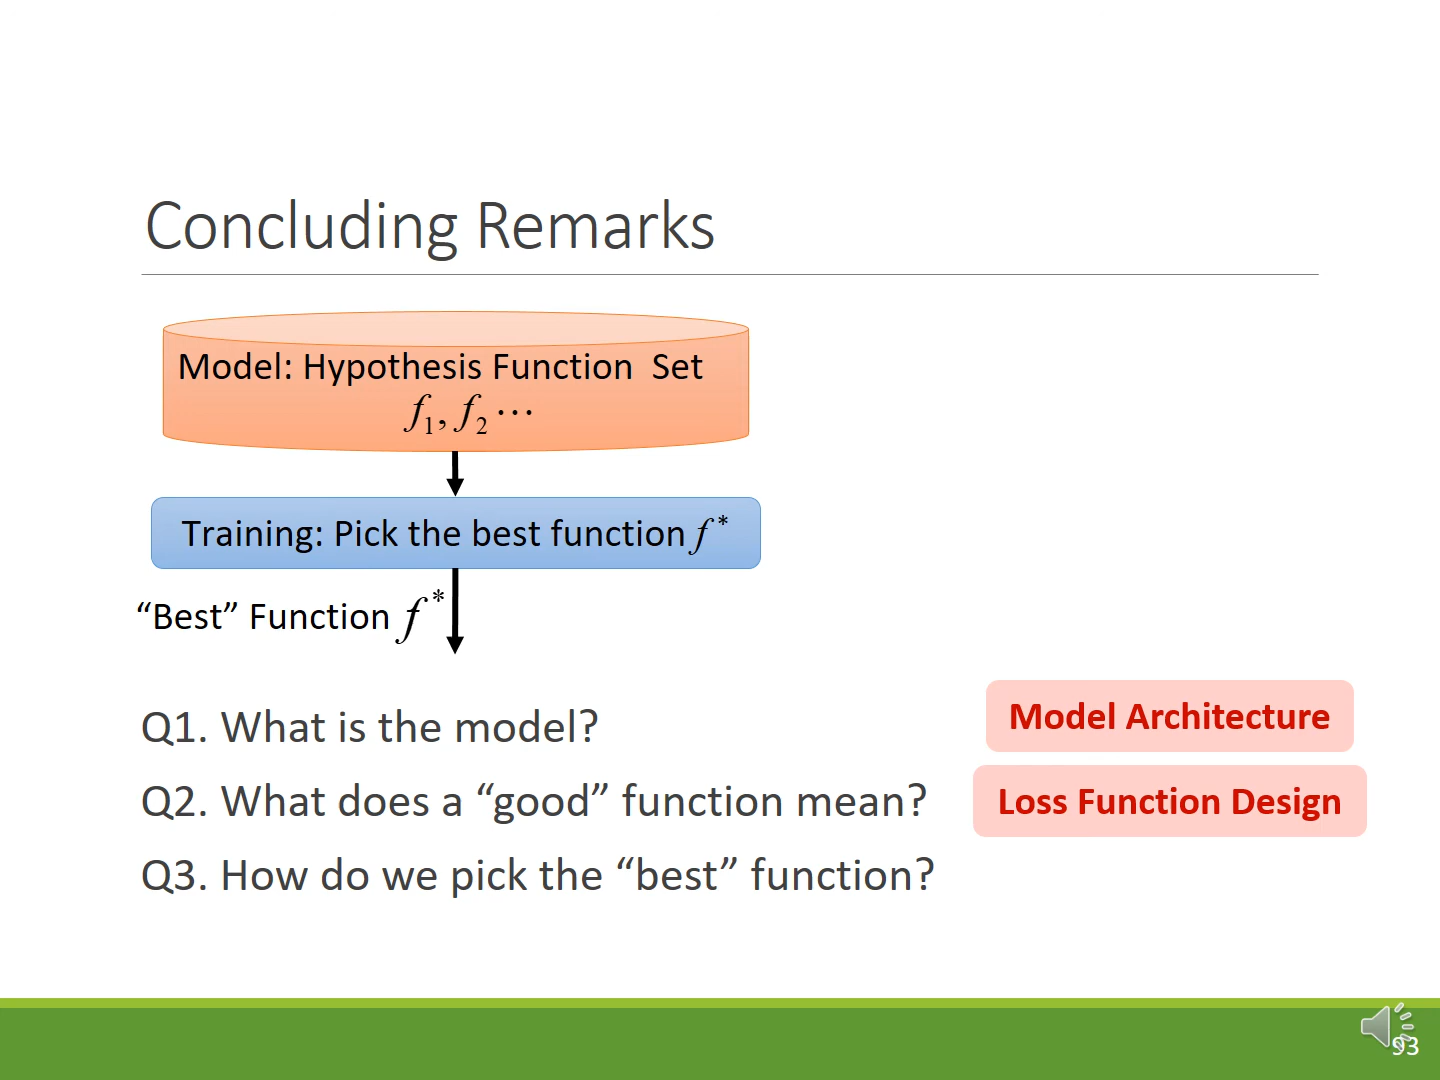 Concluding Remarks
Model: Hypothesis Function Set
f₁, f₂ ⋯
Training: Pick the best function f*
“Best” Function f*
Q1. What is the model?
Model Architecture
Q2. What does a “good” function mean?
Loss Function Design
Q3. How do we pick the “best” function?
93